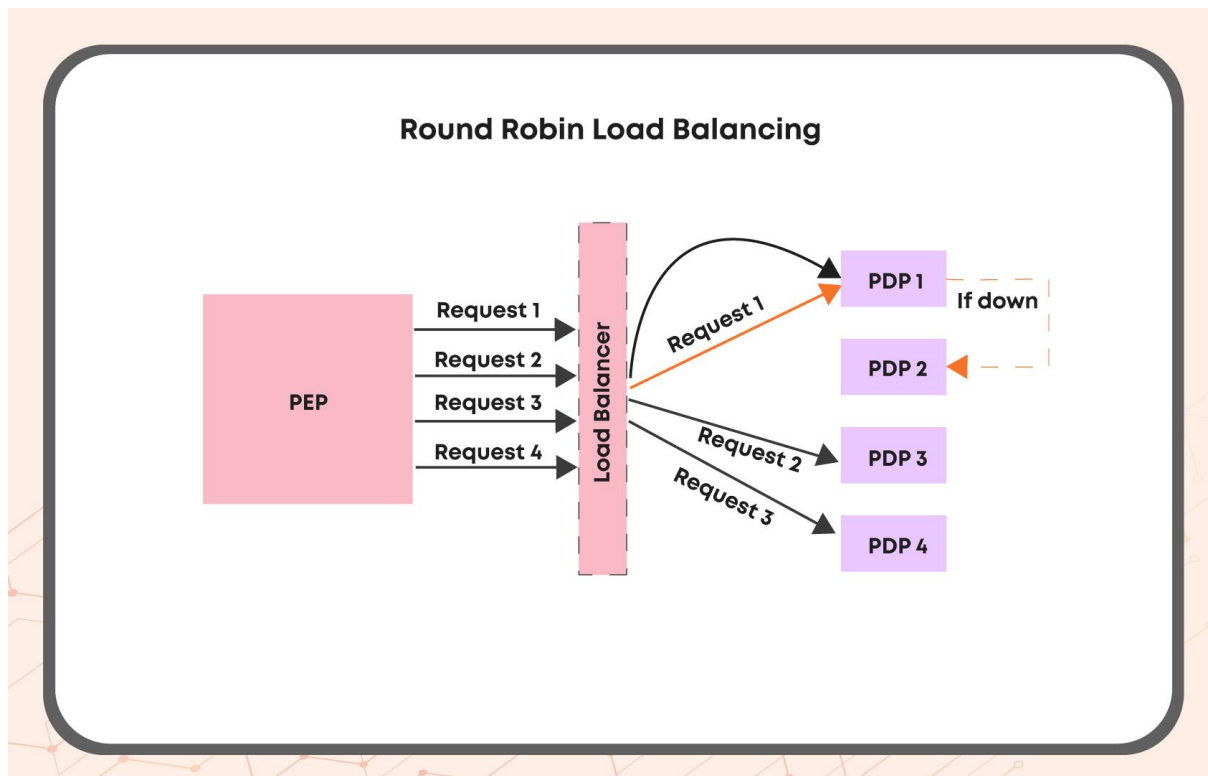 Round Robin Load Balancing
PEP
Request 1
Request 2
Request 3
Request 4
Load Balancer
Request 1
Request 2
Request 3
PDP 1
If down
PDP 2
PDP 3
PDP 4